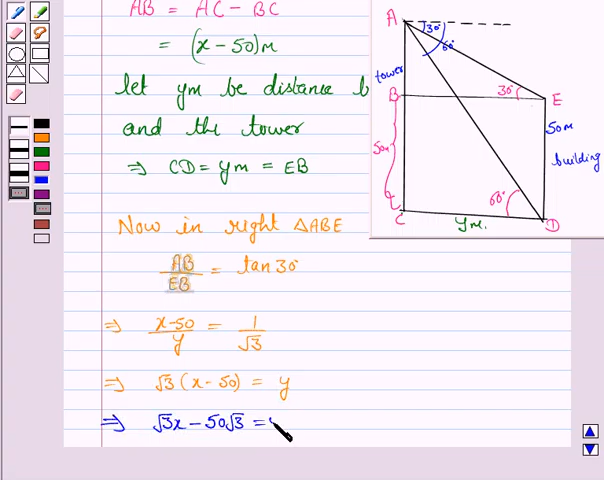 AB = AC - BC
= (x - 50)m
let ym be distance b
and the tower
⇒ CD = ym = EB
Now in right △ABE
AB/EB = tan 30°
⇒ x-50/y = 1/√3
⇒ √3 (x - 50) = y
⇒ √3x - 50√3 =
A
30°
60°
tower
B
30°
E
50m
50m
building
60°
C
ym.
D